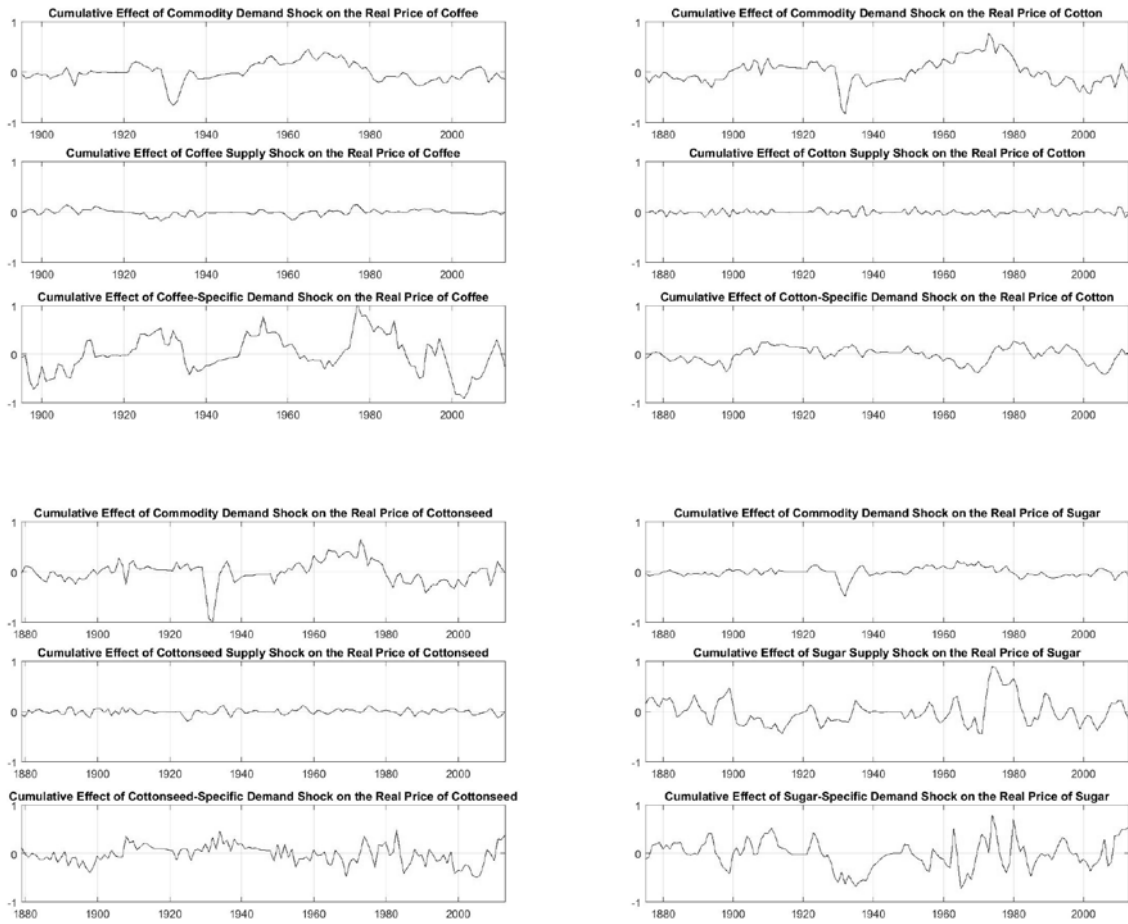 Cumulative Effect of Commodity Demand Shock on the Real Price of Coffee
1
0
-1
1900 1920 1940 1960 1980 2000
Cumulative Effect of Coffee Supply Shock on the Real Price of Coffee
1
0
-1
1900 1920 1940 1960 1980 2000
Cumulative Effect of Coffee-Specific Demand Shock on the Real Price of Coffee
1
0
-1
1900 1920 1940 1960 1980 2000
Cumulative Effect of Commodity Demand Shock on the Real Price of Cotton
1
0
-1
1880 1900 1920 1940 1960 1980 2000
Cumulative Effect of Cotton Supply Shock on the Real Price of Cotton
1
0
-1
1880 1900 1920 1940 1960 1980 2000
Cumulative Effect of Cotton-Specific Demand Shock on the Real Price of Cotton
1
0
-1
1880 1900 1920 1940 1960 1980 2000
Cumulative Effect of Commodity Demand Shock on the Real Price of Cottonseed
1
0
-1
1880 1900 1920 1940 1960 1980 2000
Cumulative Effect of Cottonseed Supply Shock on the Real Price of Cottonseed
1
0
-1
1880 1900 1920 1940 1960 1980 2000
Cumulative Effect of Cottonseed-Specific Demand Shock on the Real Price of Cottonseed
1
0
-1
1880 1900 1920 1940 1960 1980 2000
Cumulative Effect of Commodity Demand Shock on the Real Price of Sugar
1
0
-1
1880 1900 1920 1940 1960 1980 2000
Cumulative Effect of Sugar Supply Shock on the Real Price of Sugar
1
0
-1
1880 1900 1920 1940 1960 1980 2000
Cumulative Effect of Sugar-Specific Demand Shock on the Real Price of Sugar
1
0
-1
1880 1900 1920 1940 1960 1980 2000